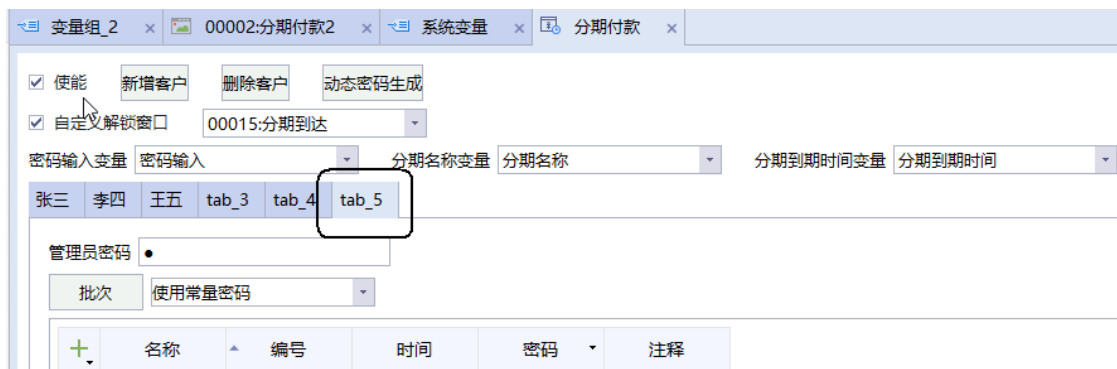 变量组_2 00002:分期付款2 系统变量 分期付款
使能 新增客户 删除客户 动态密码生成
自定义解锁窗口 00015:分期到达
密码输入变量 密码输入 分期名称变量 分期名称 分期到期时间变量 分期到期时间
张三 李四 王五 tab_3 tab_4 tab_5
管理员密码 ●
批次 使用常量密码
名称 编号 时间 密码 注释